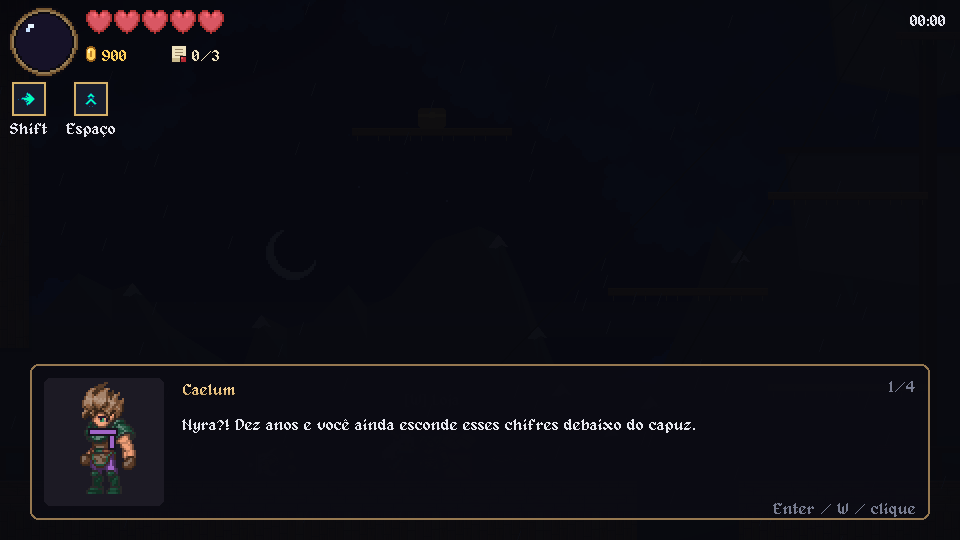 900
0/3
00:00
Shift
Espaço
Caelum
1/4
Nyra?! Dez anos e você ainda esconde esses chifres debaixo do capuz.
Enter / W / clique